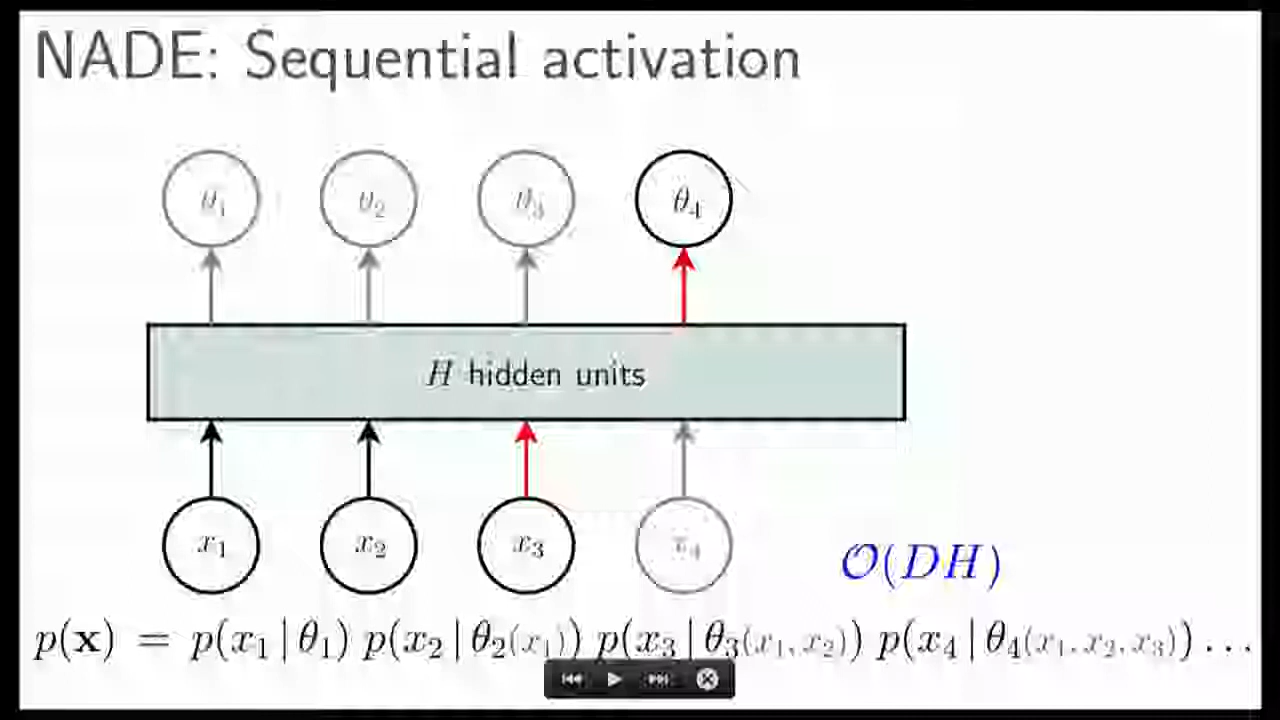 NADE: Sequential activation
θ₁ θ₂ θ₃ θ₄
H hidden units
x₁ x₂ x₃ x₄
O(DH)
p(x) = p(x₁ | θ₁) p(x₂ | θ₂(x₁)) p(x₃ | θ₃(x₁, x₂)) p(x₄ | θ₄(x₁, x₂, x₃)) ...